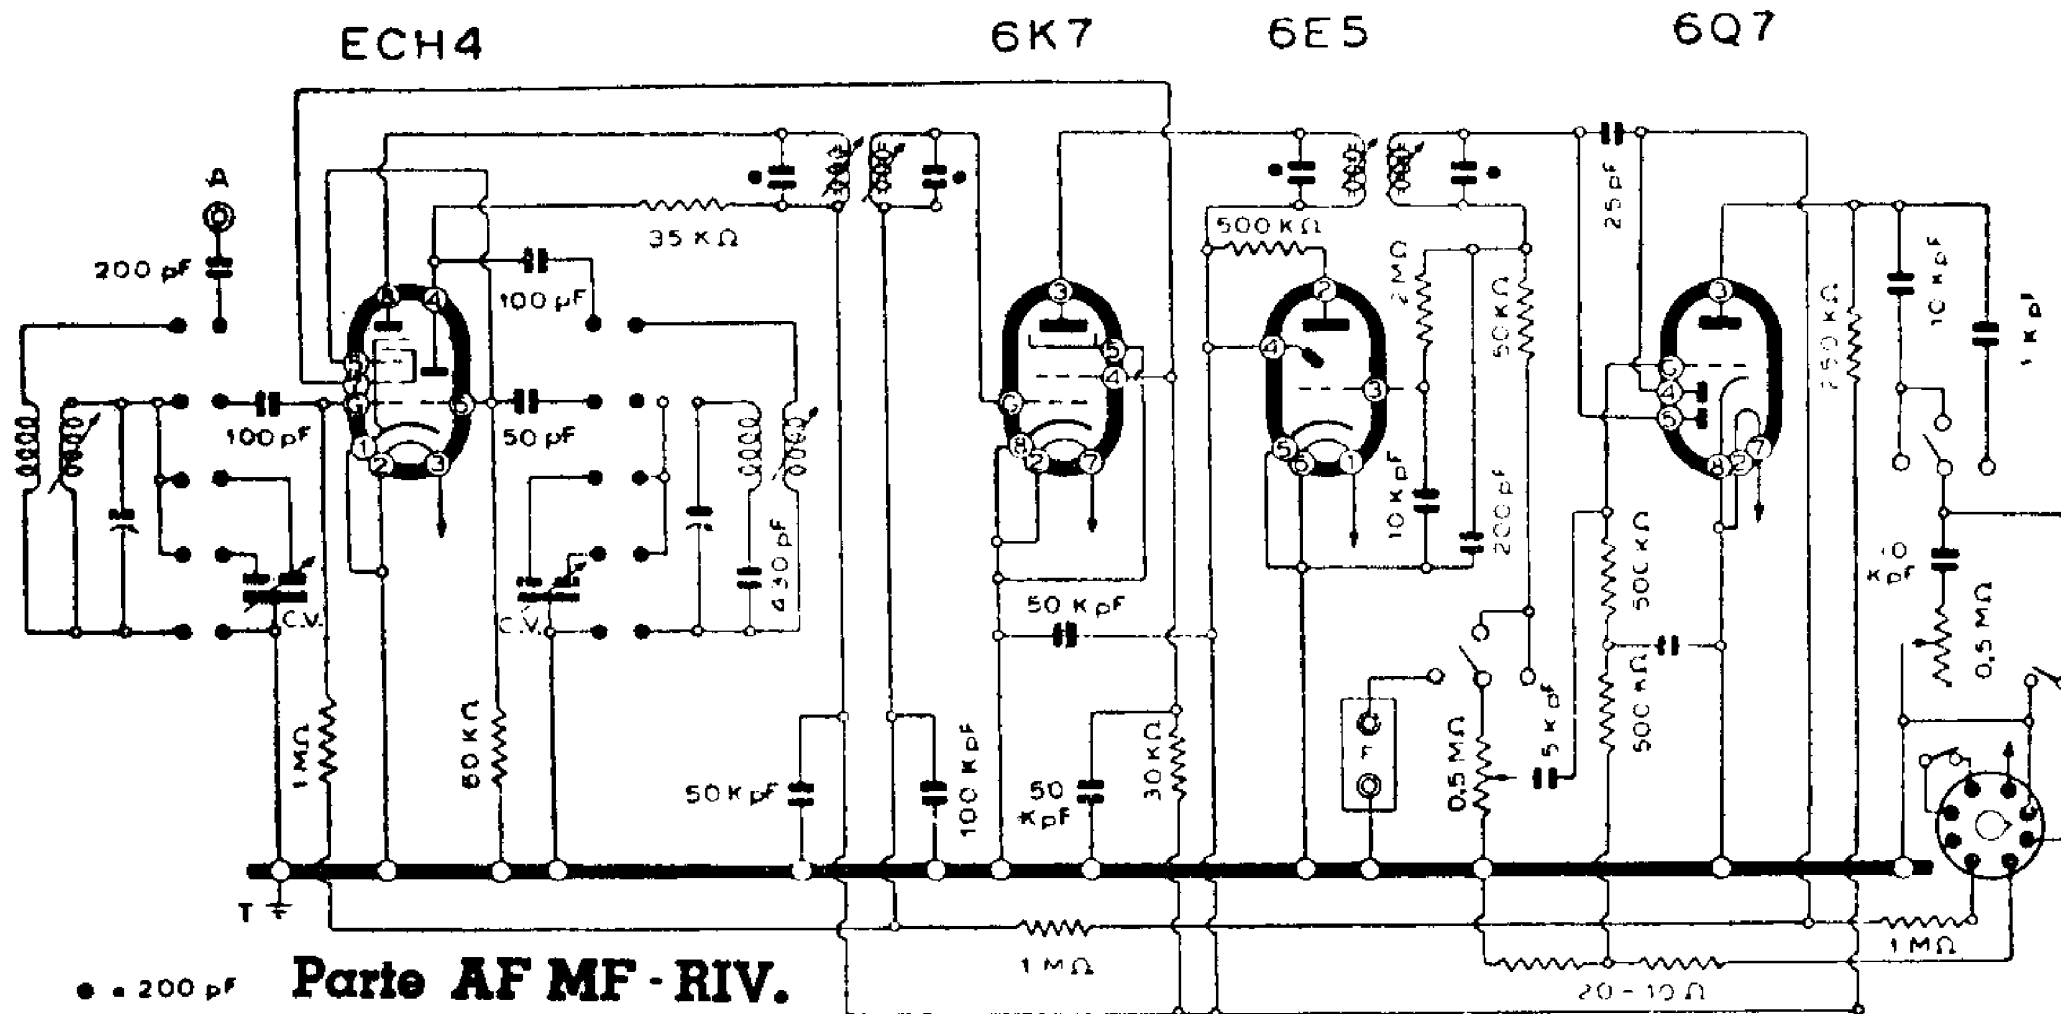 ECH4
6K7
6E5
6Q7
A
200 pF
35 KΩ
100 pF
500 KΩ
2 MΩ
50 KΩ
25 pF
250 KΩ
10 KpF
1 KpF
100 pF
50 pF
430 pF
C.V.
C.V.
50 KpF
10 KpF
200 pF
500 KΩ
500 KΩ
10
KpF
0,5 MΩ
1 MΩ
60 KΩ
50 KpF
100 KpF
50
KpF
30 KΩ
0,5 MΩ
5 KpF
T
1 MΩ
1 MΩ
20 - 10 Ω
• = 200 pF
Parte AF MF - RIV.